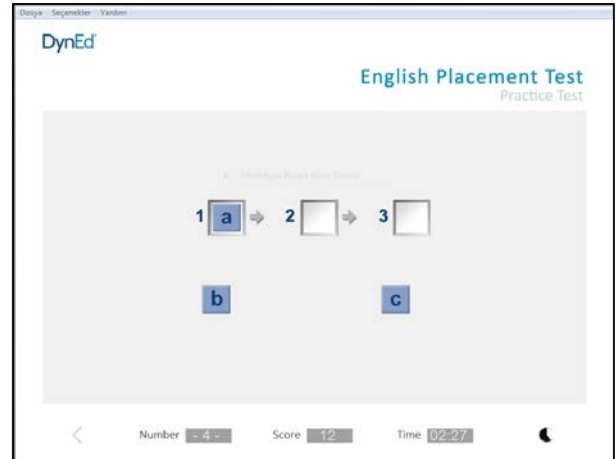 Dosya Seçenekler Yardım
DynEd
English Placement Test
Practice Test
1 a 2 3
b c
Number - 4 - Score 12 Time 02:27